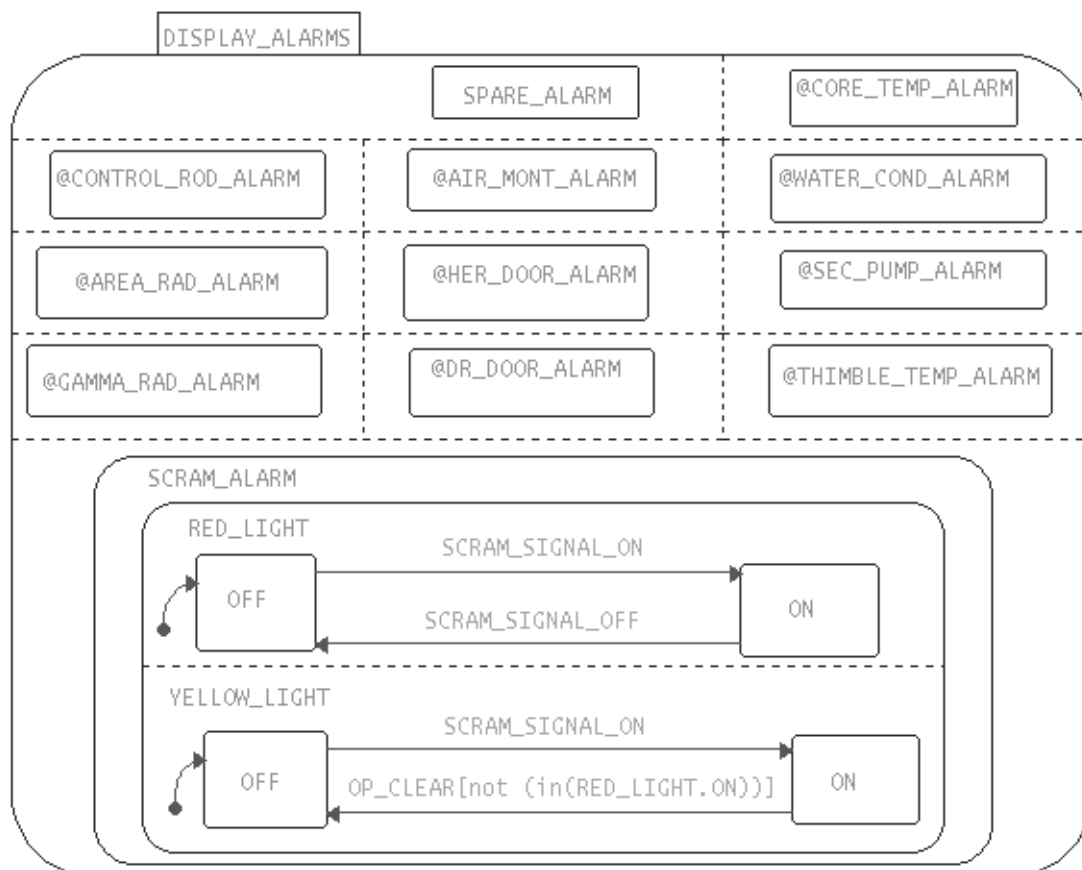 DISPLAY_ALARMS
SPARE_ALARM
@CORE_TEMP_ALARM
@CONTROL_ROD_ALARM
@AIR_MONT_ALARM
@WATER_COND_ALARM
@AREA_RAD_ALARM
@HER_DOOR_ALARM
@SEC_PUMP_ALARM
@GAMMA_RAD_ALARM
@DR_DOOR_ALARM
@THIMBLE_TEMP_ALARM
SCRAM_ALARM
RED_LIGHT
SCRAM_SIGNAL_ON
OFF
ON
SCRAM_SIGNAL_OFF
YELLOW_LIGHT
SCRAM_SIGNAL_ON
OFF
OP_CLEAR[not (in(RED_LIGHT.ON))]
ON